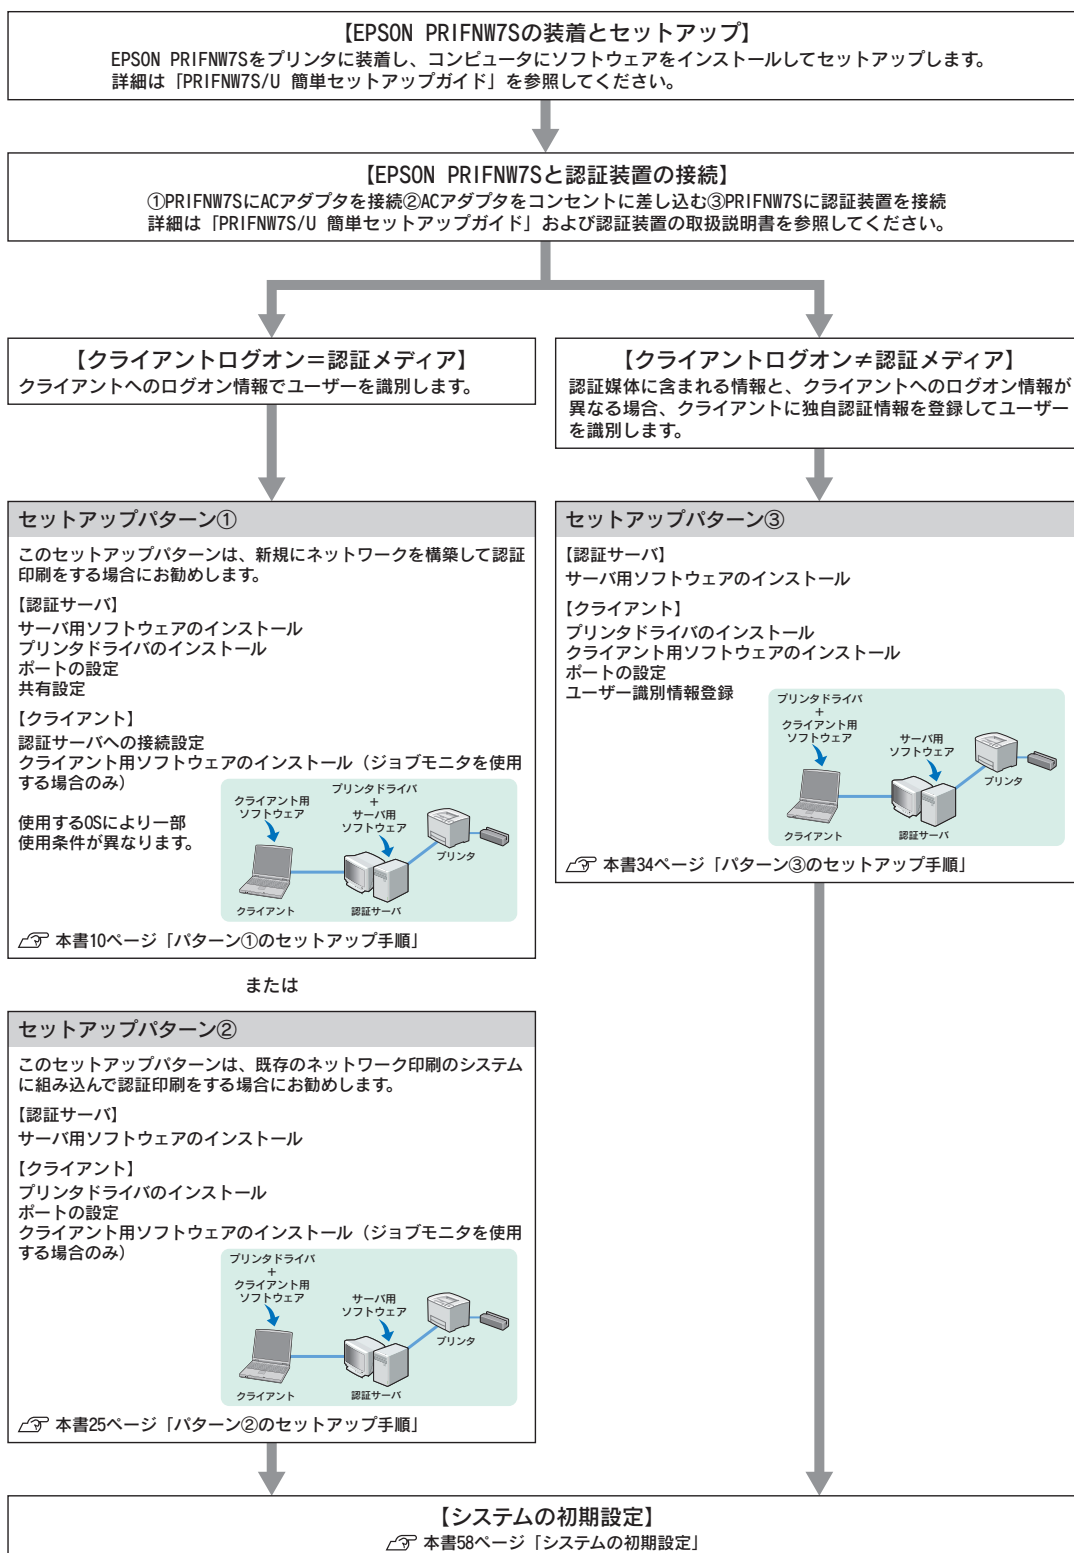 【EPSON PRIFNW7Sの装着とセットアップ】
EPSON PRIFNW7Sをプリンタに装着し、コンピュータにソフトウェアをインストールしてセットアップします。
詳細は「PRIFNW7S/U 簡単セットアップガイド」を参照してください。
【EPSON PRIFNW7Sと認証装置の接続】
①PRIFNW7SにACアダプタを接続②ACアダプタをコンセントに差し込む③PRIFNW7Sに認証装置を接続
詳細は「PRIFNW7S/U 簡単セットアップガイド」および認証装置の取扱説明書を参照してください。
【クライアントログオン＝認証メディア】
クライアントへのログオン情報でユーザーを識別します。
【クライアントログオン≠認証メディア】
認証媒体に含まれる情報と、クライアントへのログオン情報が
異なる場合、クライアントに独自認証情報を登録してユーザー
を識別します。
セットアップパターン①
このセットアップパターンは、新規にネットワークを構築して認証
印刷をする場合にお勧めします。
【認証サーバ】
サーバ用ソフトウェアのインストール
プリンタドライバのインストール
ポートの設定
共有設定
【クライアント】
認証サーバへの接続設定
クライアント用ソフトウェアのインストール（ジョブモニタを使用
する場合のみ）
使用するOSにより一部
使用条件が異なります。
クライアント用
ソフトウェア
プリンタドライバ
＋
サーバ用
ソフトウェア
プリンタ
クライアント
認証サーバ
本書10ページ「パターン①のセットアップ手順」
または
セットアップパターン②
このセットアップパターンは、既存のネットワーク印刷のシステム
に組み込んで認証印刷をする場合にお勧めします。
【認証サーバ】
サーバ用ソフトウェアのインストール
【クライアント】
プリンタドライバのインストール
ポートの設定
クライアント用ソフトウェアのインストール（ジョブモニタを使用
する場合のみ）
プリンタドライバ
＋
クライアント用
ソフトウェア
サーバ用
ソフトウェア
プリンタ
クライアント
認証サーバ
本書25ページ「パターン②のセットアップ手順」
セットアップパターン③
【認証サーバ】
サーバ用ソフトウェアのインストール
【クライアント】
プリンタドライバのインストール
クライアント用ソフトウェアのインストール
ポートの設定
ユーザー識別情報登録
プリンタドライバ
＋
クライアント用
ソフトウェア
サーバ用
ソフトウェア
プリンタ
クライアント
認証サーバ
本書34ページ「パターン③のセットアップ手順」
【システムの初期設定】
本書58ページ「システムの初期設定」